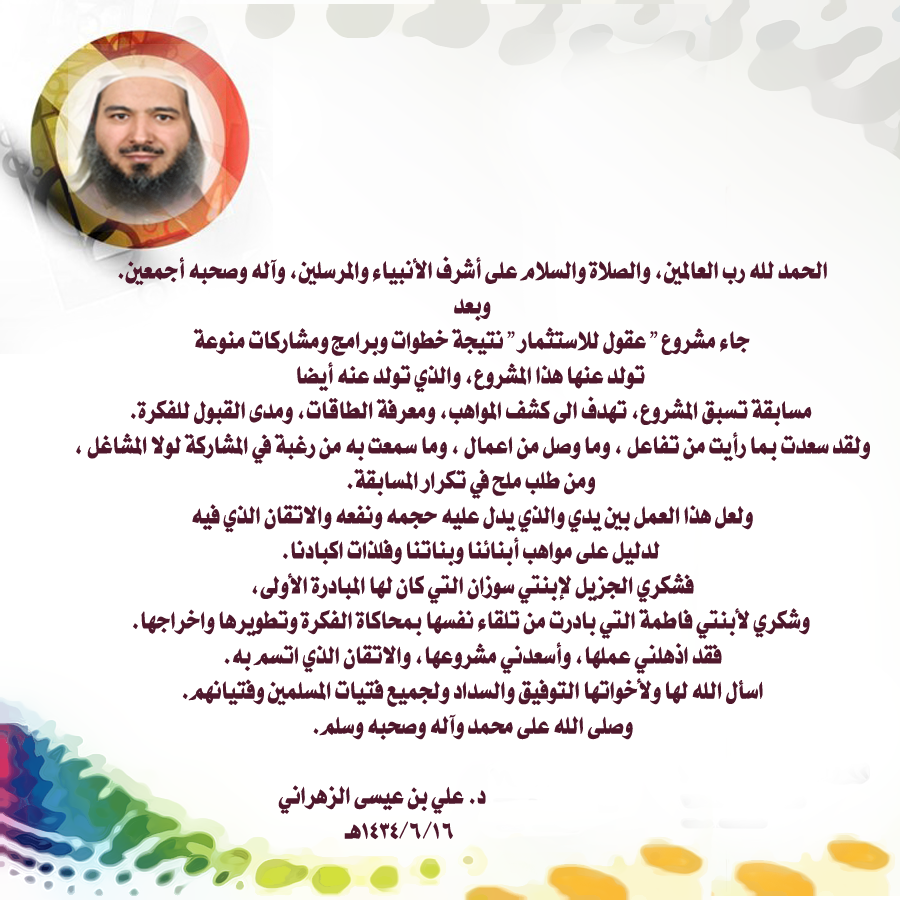 الحمد لله رب العالمين، والصلاة والسلام على أشرف الأنبياء والمرسلين، وآله وصحبه أجمعين.
وبعد
جاء مشروع " عقول للاستثمار " نتيجة خطوات وبرامج ومشاركات منوعة
تولد عنها هذا المشروع، والذي تولد عنه أيضا
مسابقة تسبق المشروع، تهدف الى كشف المواهب، ومعرفة الطاقات، ومدى القبول للفكرة.
ولقد سعدت بما رأيت من تفاعل ، وما وصل من اعمال ، وما سمعت به من رغبة في المشاركة لولا المشاغل ،
ومن طلب ملح في تكرار المسابقة.
ولعل هذا العمل بين يدي والذي يدل عليه حجمه ونفعه والاتقان الذي فيه
لدليل على مواهب أبنائنا وبناتنا وفلذات اكبادنا.
فشكري الجزيل لإبنتي سوزان التي كان لها المبادرة الأولى،
وشكري لأبنتي فاطمة التي بادرت من تلقاء نفسها بمحاكاة الفكرة وتطويرها واخراجها.
فقد اذهلني عملها، وأسعدني مشروعها، والاتقان الذي اتسم به.
اسأل الله لها ولأخواتها التوفيق والسداد ولجميع فتيات المسلمين وفتيانهم.
وصلى الله على محمد وآله وصحبه وسلم.
د. علي بن عيسى الزهراني
١٤٣٤/٦/١٦هـ